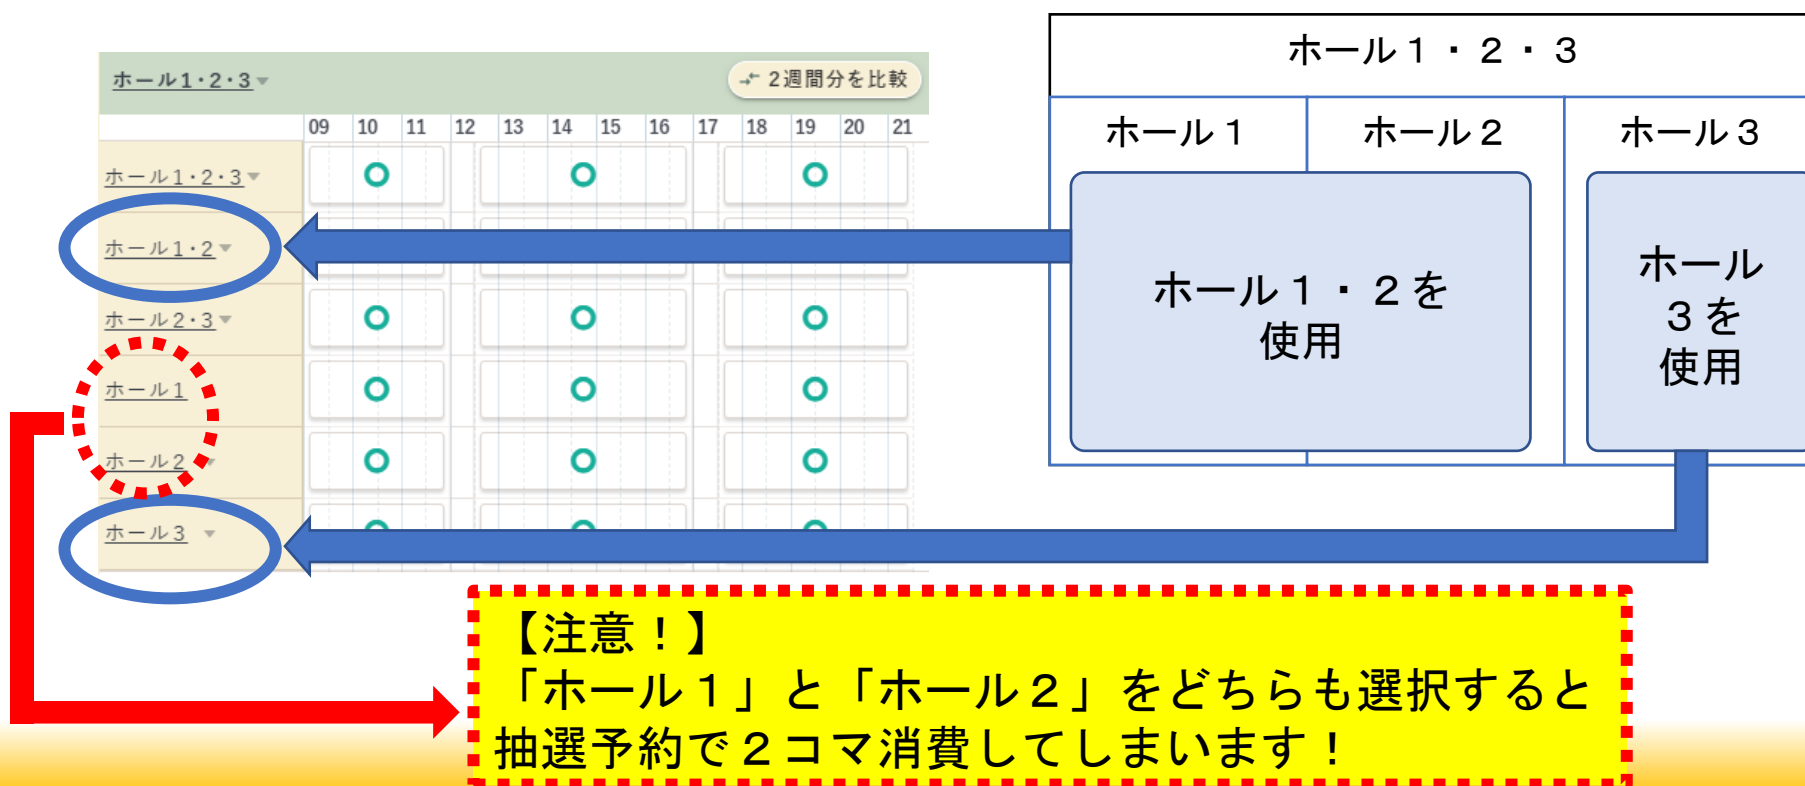 ホール1・2・3
2週間分を比較
09 10 11 12 13 14 15 16 17 18 19 20 21
ホール1・2・3
ホール1・2
ホール2・3
ホール1
ホール2
ホール3
ホール１・２・３
ホール１
ホール２
ホール３
ホール１・２を
使用
ホール
３を
使用
【注意！】
「ホール１」と「ホール２」をどちらも選択すると
抽選予約で２コマ消費してしまいます！